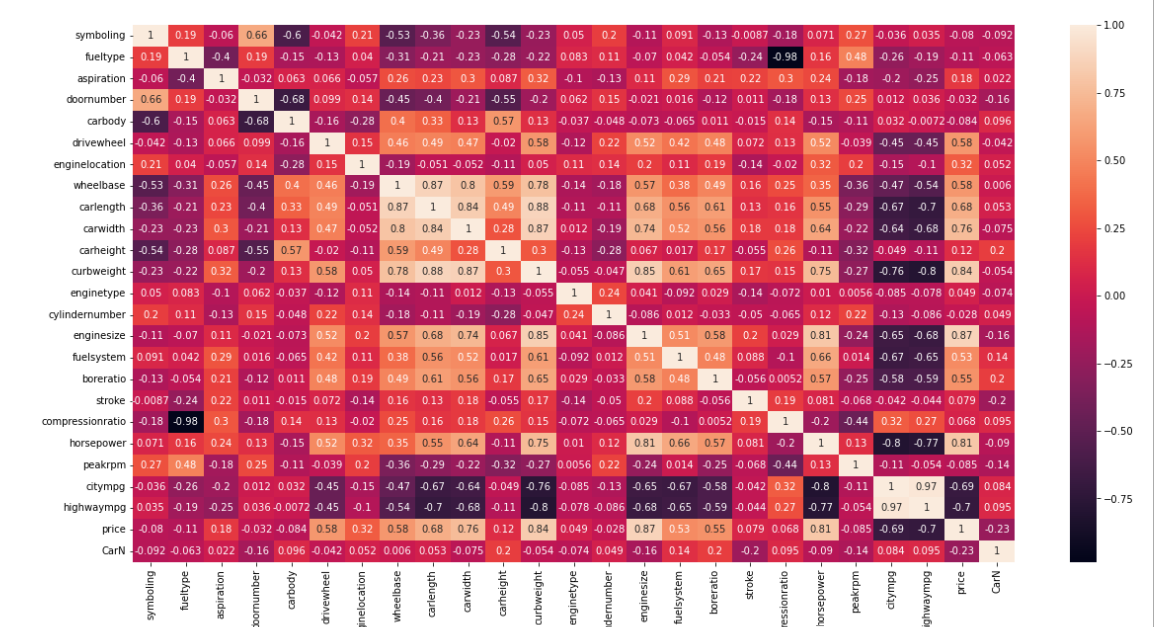 symboling 1 0.19 -0.06 0.66 -0.6 -0.042 0.21 -0.53 -0.36 -0.23 -0.54 -0.23 0.05 0.2 -0.11 0.091 -0.13 -0.0087 -0.18 0.071 0.27 -0.036 0.035 -0.08 -0.092
fueltype 0.19 1 -0.4 0.19 -0.15 -0.13 0.04 -0.31 -0.21 -0.23 -0.28 -0.22 0.083 0.11 -0.07 0.042 -0.054 -0.24 -0.98 0.16 0.48 -0.26 -0.19 -0.11 -0.063
aspiration -0.06 -0.4 1 -0.032 0.063 0.066 -0.057 0.26 0.23 0.3 0.087 0.32 -0.1 -0.13 0.11 0.29 0.21 0.22 0.3 0.24 -0.18 -0.2 -0.25 0.18 0.022
doornumber 0.66 0.19 -0.032 1 -0.68 0.099 0.14 -0.45 -0.4 -0.21 -0.55 -0.2 0.062 0.15 -0.021 0.016 -0.12 0.011 -0.18 0.13 0.25 0.012 0.036 -0.032 -0.16
carbody -0.6 -0.15 0.063 -0.68 1 -0.16 -0.28 0.4 0.33 0.13 0.57 0.13 -0.037 -0.048 -0.073 -0.065 0.011 -0.015 0.14 -0.15 -0.11 0.032 -0.0072 -0.084 0.096
drivewheel -0.042 -0.13 0.066 0.099 -0.16 1 0.15 0.46 0.49 0.47 -0.02 0.58 -0.12 0.22 0.52 0.42 0.48 0.072 0.13 0.52 -0.039 -0.45 -0.45 0.58 -0.042
enginelocation 0.21 0.04 -0.057 0.14 -0.28 0.15 1 -0.19 -0.051 -0.052 -0.11 0.05 0.11 0.14 0.2 0.11 0.19 -0.14 -0.02 0.32 0.2 -0.15 -0.1 0.32 0.052
wheelbase -0.53 -0.31 0.26 -0.45 0.4 0.46 -0.19 1 0.87 0.8 0.59 0.78 -0.14 -0.18 0.57 0.38 0.49 0.16 0.25 0.35 -0.36 -0.47 -0.54 0.58 0.006
carlength -0.36 -0.21 0.23 -0.4 0.33 0.49 -0.051 0.87 1 0.84 0.49 0.88 -0.11 -0.11 0.68 0.56 0.61 0.13 0.16 0.55 -0.29 -0.67 -0.7 0.68 0.053
carwidth -0.23 -0.23 0.3 -0.21 0.13 0.47 -0.052 0.8 0.84 1 0.28 0.87 0.012 -0.19 0.74 0.52 0.56 0.18 0.18 0.64 -0.22 -0.64 -0.68 0.76 -0.075
carheight -0.54 -0.28 0.087 -0.55 0.57 -0.02 -0.11 0.59 0.49 0.28 1 0.3 -0.13 -0.28 0.067 0.017 0.17 -0.055 0.26 -0.11 -0.32 -0.049 -0.11 0.12 0.2
curbweight -0.23 -0.22 0.32 -0.2 0.13 0.58 0.05 0.78 0.88 0.87 0.3 1 -0.055 -0.047 0.85 0.61 0.65 0.17 0.15 0.75 -0.27 -0.76 -0.8 0.84 -0.054
enginetype 0.05 0.083 -0.1 0.062 -0.037 -0.12 0.11 -0.14 -0.11 0.012 -0.13 -0.055 1 0.24 0.041 -0.092 0.029 -0.14 -0.072 0.01 0.0056 -0.085 -0.078 0.049 -0.074
cylindernumber 0.2 0.11 -0.13 0.15 -0.048 0.22 0.14 -0.18 -0.11 -0.19 -0.28 -0.047 0.24 1 -0.086 0.012 -0.033 -0.05 -0.065 0.12 0.22 -0.13 -0.086 -0.028 0.049
enginesize -0.11 -0.07 0.11 -0.021 -0.073 0.52 0.2 0.57 0.68 0.74 0.067 0.85 0.041 -0.086 1 0.51 0.58 0.2 0.029 0.81 -0.24 -0.65 -0.68 0.87 -0.16
fuelsystem 0.091 0.042 0.29 0.016 -0.065 0.42 0.11 0.38 0.56 0.52 0.017 0.61 -0.092 0.012 0.51 1 0.48 0.088 -0.1 0.66 0.014 -0.67 -0.65 0.53 0.14
boreratio -0.13 -0.054 0.21 -0.12 0.011 0.48 0.19 0.49 0.61 0.56 0.17 0.65 0.029 -0.033 0.58 0.48 1 -0.056 0.0052 0.57 -0.25 -0.58 -0.59 0.55 0.2
stroke -0.0087 -0.24 0.22 0.011 -0.015 0.072 -0.14 0.16 0.13 0.18 -0.055 0.17 -0.14 -0.05 0.2 0.088 -0.056 1 0.19 0.081 -0.068 -0.042 -0.044 0.079 -0.2
compressionratio -0.18 -0.98 0.3 -0.18 0.14 0.13 -0.02 0.25 0.16 0.18 0.26 0.15 -0.072 -0.065 0.029 -0.1 0.0052 0.19 1 -0.2 -0.44 0.32 0.27 0.068 0.095
horsepower 0.071 0.16 0.24 0.13 -0.15 0.52 0.32 0.35 0.55 0.64 -0.11 0.75 0.01 0.12 0.81 0.66 0.57 0.081 -0.2 1 0.13 -0.8 -0.77 0.81 -0.09
peakrpm 0.27 0.48 -0.18 0.25 -0.11 -0.039 0.2 -0.36 -0.29 -0.22 -0.32 -0.27 0.0056 0.22 -0.24 0.014 -0.25 -0.068 -0.44 0.13 1 -0.11 -0.054 -0.085 -0.14
citympg -0.036 -0.26 -0.2 0.012 0.032 -0.45 -0.15 -0.47 -0.67 -0.64 -0.049 -0.76 -0.085 -0.13 -0.65 -0.67 -0.58 -0.042 0.32 -0.8 -0.11 1 0.97 -0.69 0.084
highwaympg 0.035 -0.19 -0.25 0.036 -0.0072 -0.45 -0.1 -0.54 -0.7 -0.68 -0.11 -0.8 -0.078 -0.086 -0.68 -0.65 -0.59 -0.044 0.27 -0.77 -0.054 0.97 1 -0.7 0.095
price -0.08 -0.11 0.18 -0.032 -0.084 0.58 0.32 0.58 0.68 0.76 0.12 0.84 0.049 -0.028 0.87 0.53 0.55 0.079 0.068 0.81 -0.085 -0.69 -0.7 1 -0.23
CarN -0.092 -0.063 0.022 -0.16 0.096 -0.042 0.052 0.006 0.053 -0.075 0.2 -0.054 -0.074 0.049 -0.16 0.14 0.2 -0.2 0.095 -0.09 -0.14 0.084 0.095 -0.23 1
symboling
fueltype
aspiration
doornumber
carbody
drivewheel
ginelocation
wheelbase
carlength
carwidth
carheight
curbweight
enginetype
ndernumber
enginesize
fuelsystem
boreratio
stroke
ressionratio
horsepower
peakrpm
citympg
ighwaympg
price
CarN
1.00
0.75
0.50
0.25
0.00
-0.25
-0.50
-0.75